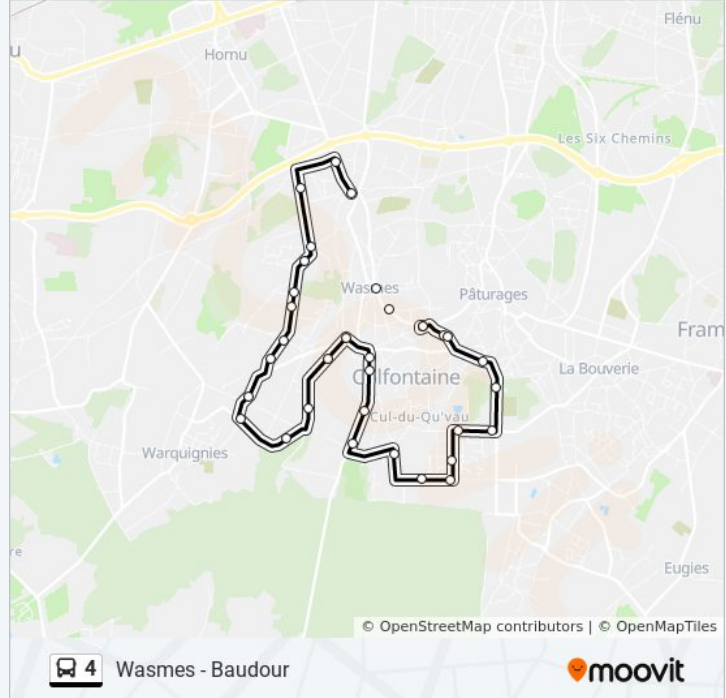 Flénu
u
Hornu
Les Six Chemins
Wasmes
Pâturages
Fram
La Bouverie
Colfontaine
Cul-du-Qu'vau
Warquignies
re
Eugies
© OpenStreetMap contributors | © OpenMapTiles
4 Wasmes - Baudour
moovit